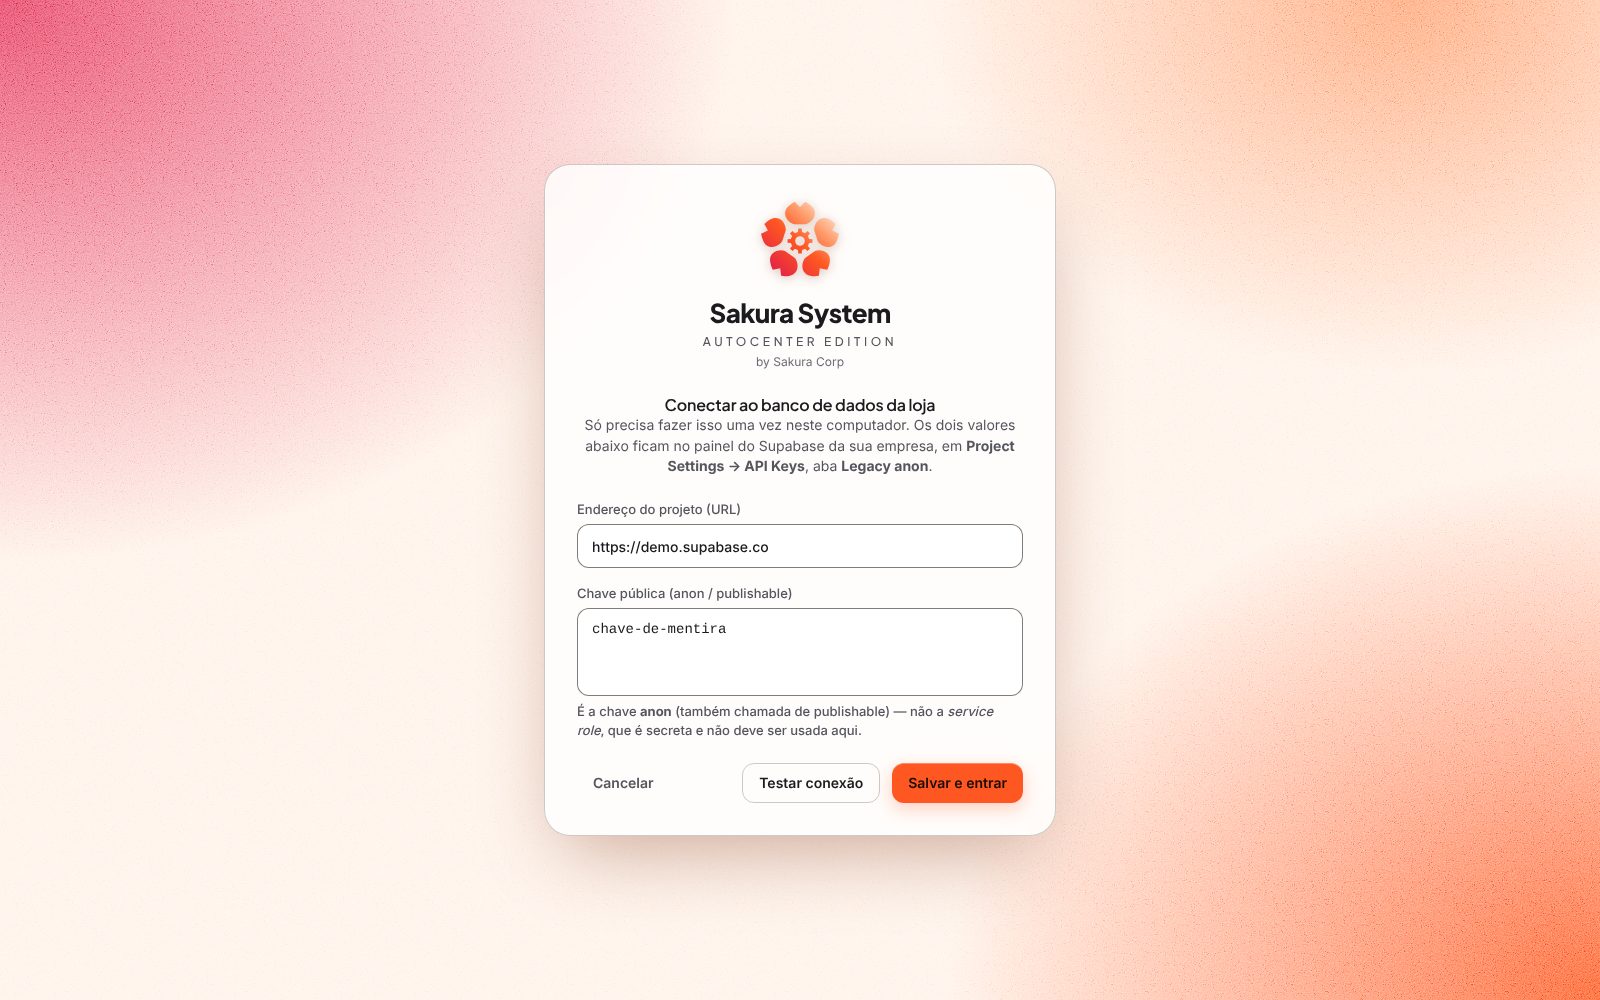 Sakura System
AUTOCENTER EDITION
by Sakura Corp
Conectar ao banco de dados da loja
Só precisa fazer isso uma vez neste computador. Os dois valores
abaixo ficam no painel do Supabase da sua empresa, em Project
Settings → API Keys, aba Legacy anon.
Endereço do projeto (URL)
https://demo.supabase.co
Chave pública (anon / publishable)
chave-de-mentira
É a chave anon (também chamada de publishable) — não a service
role, que é secreta e não deve ser usada aqui.
Cancelar
Testar conexão
Salvar e entrar